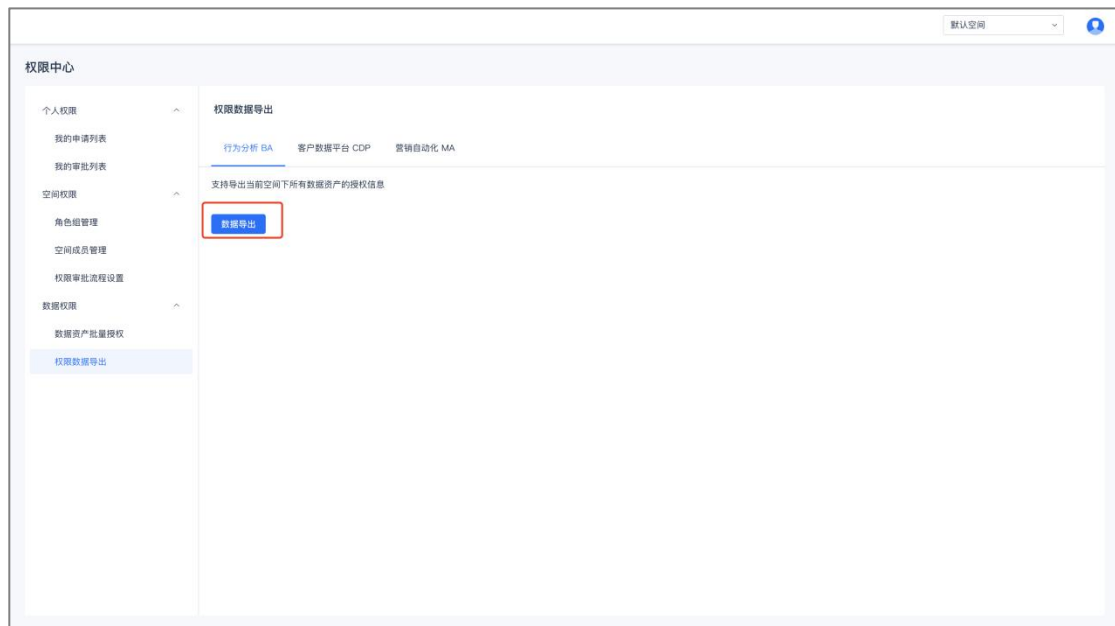 默认空间
权限中心
个人权限
我的申请列表
我的审批列表
空间权限
角色组管理
空间成员管理
权限审批流程设置
数据权限
数据资产批量授权
权限数据导出
权限数据导出
行为分析 BA 客户数据平台 CDP 营销自动化 MA
支持导出当前空间下所有数据资产的授权信息
数据导出